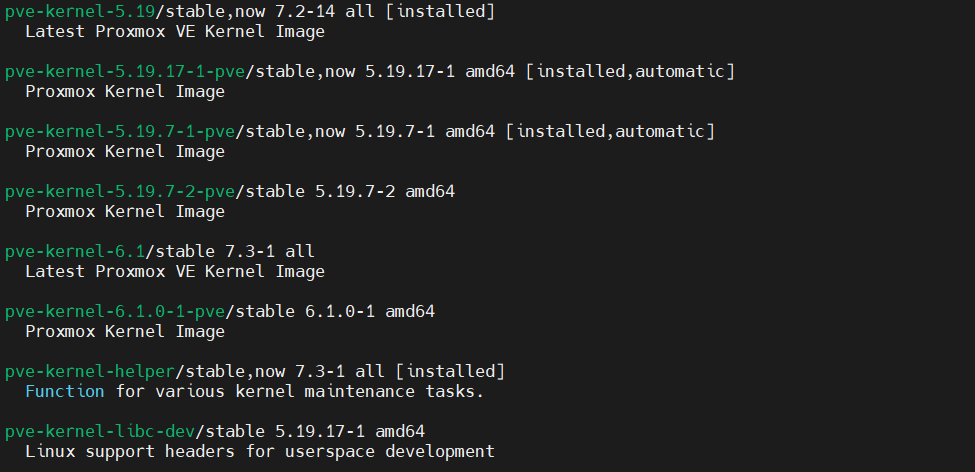 pve-kernel-5.19/stable,now 7.2-14 all [installed]
Latest Proxmox VE Kernel Image
pve-kernel-5.19.17-1-pve/stable,now 5.19.17-1 amd64 [installed,automatic]
Proxmox Kernel Image
pve-kernel-5.19.7-1-pve/stable,now 5.19.7-1 amd64 [installed,automatic]
Proxmox Kernel Image
pve-kernel-5.19.7-2-pve/stable 5.19.7-2 amd64
Proxmox Kernel Image
pve-kernel-6.1/stable 7.3-1 all
Latest Proxmox VE Kernel Image
pve-kernel-6.1.0-1-pve/stable 6.1.0-1 amd64
Proxmox Kernel Image
pve-kernel-helper/stable,now 7.3-1 all [installed]
Function for various kernel maintenance tasks.
pve-kernel-libc-dev/stable 5.19.17-1 amd64
Linux support headers for userspace development